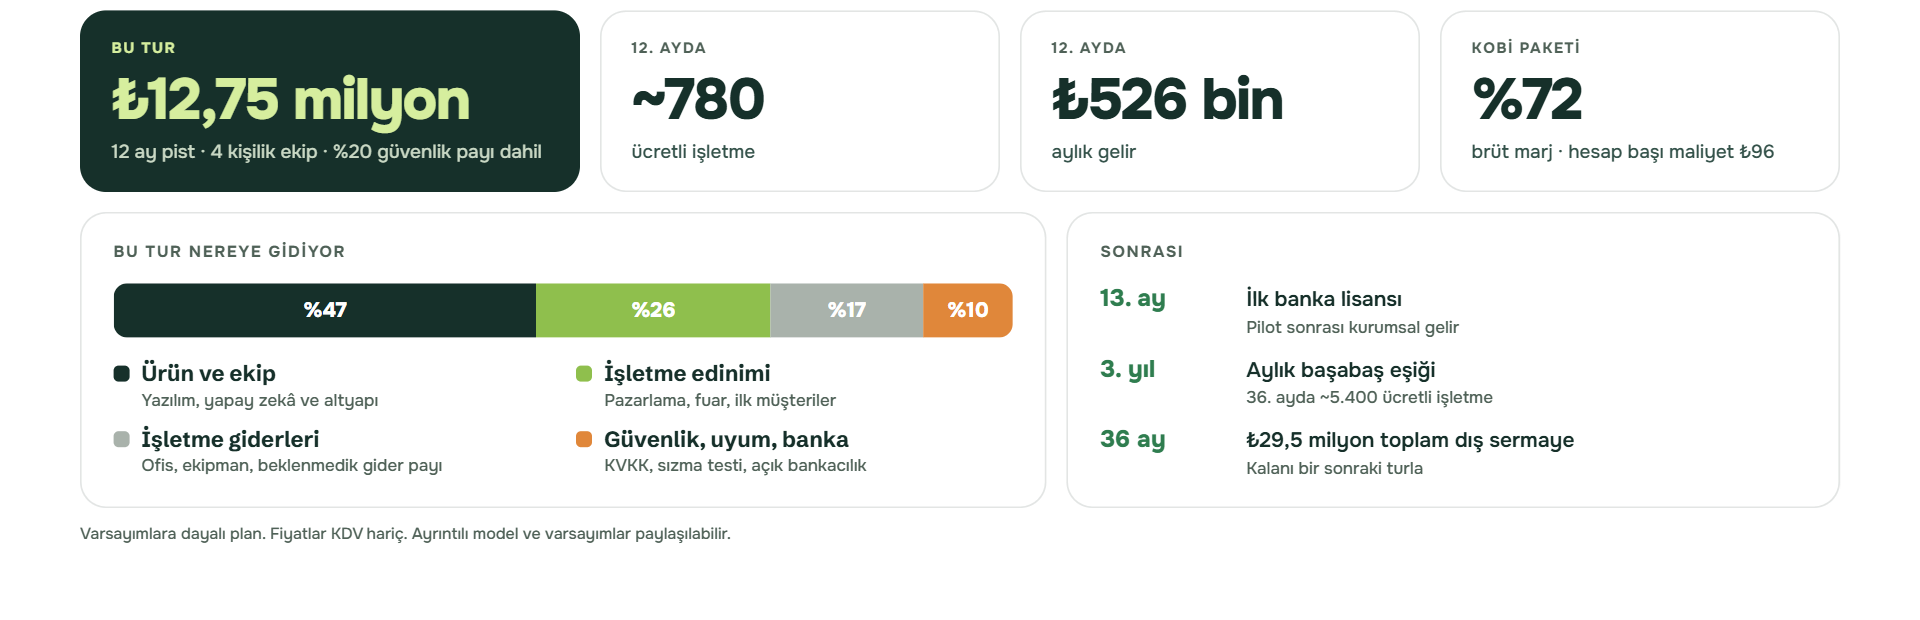 BU TUR
₺12,75 milyon
12 ay pist · 4 kişilik ekip · %20 güvenlik payı dahil
12. AYDA
~780
ücretli işletme
12. AYDA
₺526 bin
aylık gelir
KOBİ PAKETİ
%72
brüt marj · hesap başı maliyet ₺96
BU TUR NEREYE GİDİYOR
%47 %26 %17 %10
Ürün ve ekip
Yazılım, yapay zekâ ve altyapı
İşletme edinimi
Pazarlama, fuar, ilk müşteriler
İşletme giderleri
Ofis, ekipman, beklenmedik gider payı
Güvenlik, uyum, banka
KVKK, sızma testi, açık bankacılık
SONRASI
13. ay
İlk banka lisansı
Pilot sonrası kurumsal gelir
3. yıl
Aylık başabaş eşiği
36. ayda ~5.400 ücretli işletme
36 ay
₺29,5 milyon toplam dış sermaye
Kalanı bir sonraki turla
Varsayımlara dayalı plan. Fiyatlar KDV hariç. Ayrıntılı model ve varsayımlar paylaşılabilir.